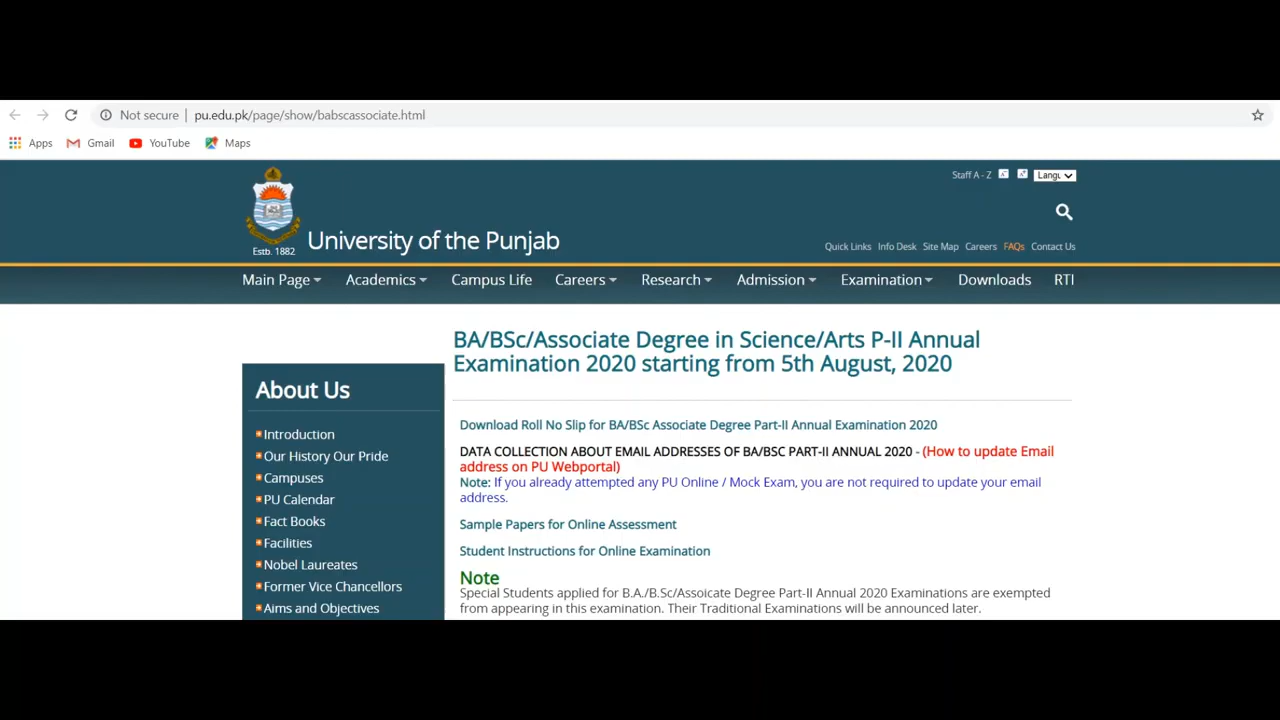 Not secure | pu.edu.pk/page/show/babscassociate.html
Apps Gmail YouTube Maps
Staff A - Z Langu
Estb. 1882
University of the Punjab
Quick Links Info Desk Site Map Careers FAQs Contact Us
Main Page Academics Campus Life Careers Research Admission Examination Downloads RTI
BA/BSc/Associate Degree in Science/Arts P-II Annual
Examination 2020 starting from 5th August, 2020
About Us
Introduction
Our History Our Pride
Campuses
PU Calendar
Fact Books
Facilities
Nobel Laureates
Former Vice Chancellors
Aims and Objectives
Download Roll No Slip for BA/BSc Associate Degree Part-II Annual Examination 2020
DATA COLLECTION ABOUT EMAIL ADDRESSES OF BA/BSC PART-II ANNUAL 2020 - (How to update Email
address on PU Webportal)
Note: If you already attempted any PU Online / Mock Exam, you are not required to update your email
address.
Sample Papers for Online Assessment
Student Instructions for Online Examination
Note
Special Students applied for B.A./B.Sc/Assoicate Degree Part-II Annual 2020 Examinations are exempted
from appearing in this examination. Their Traditional Examinations will be announced later.